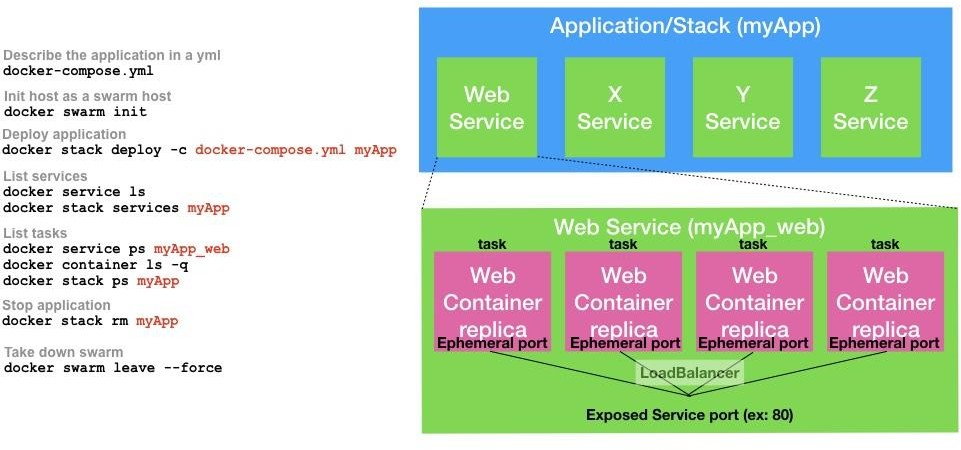 Describe the application in a yml
docker-compose.yml
Init host as a swarm host
docker swarm init
Deploy application
docker stack deploy -c docker-compose.yml myApp
List services
docker service ls
docker stack services myApp
List tasks
docker service ps myApp_web
docker container ls -q
docker stack ps myApp
Stop application
docker stack rm myApp
Take down swarm
docker swarm leave --force
Application/Stack (myApp)
Web
Service
X
Service
Y
Service
Z
Service
Web Service (myApp_web)
task
Web
Container
replica
Ephemeral port
task
Web
Container
replica
Ephemeral port
task
Web
Container
replica
Ephemeral port
task
Web
Container
replica
Ephemeral port
LoadBalancer
Exposed Service port (ex: 80)